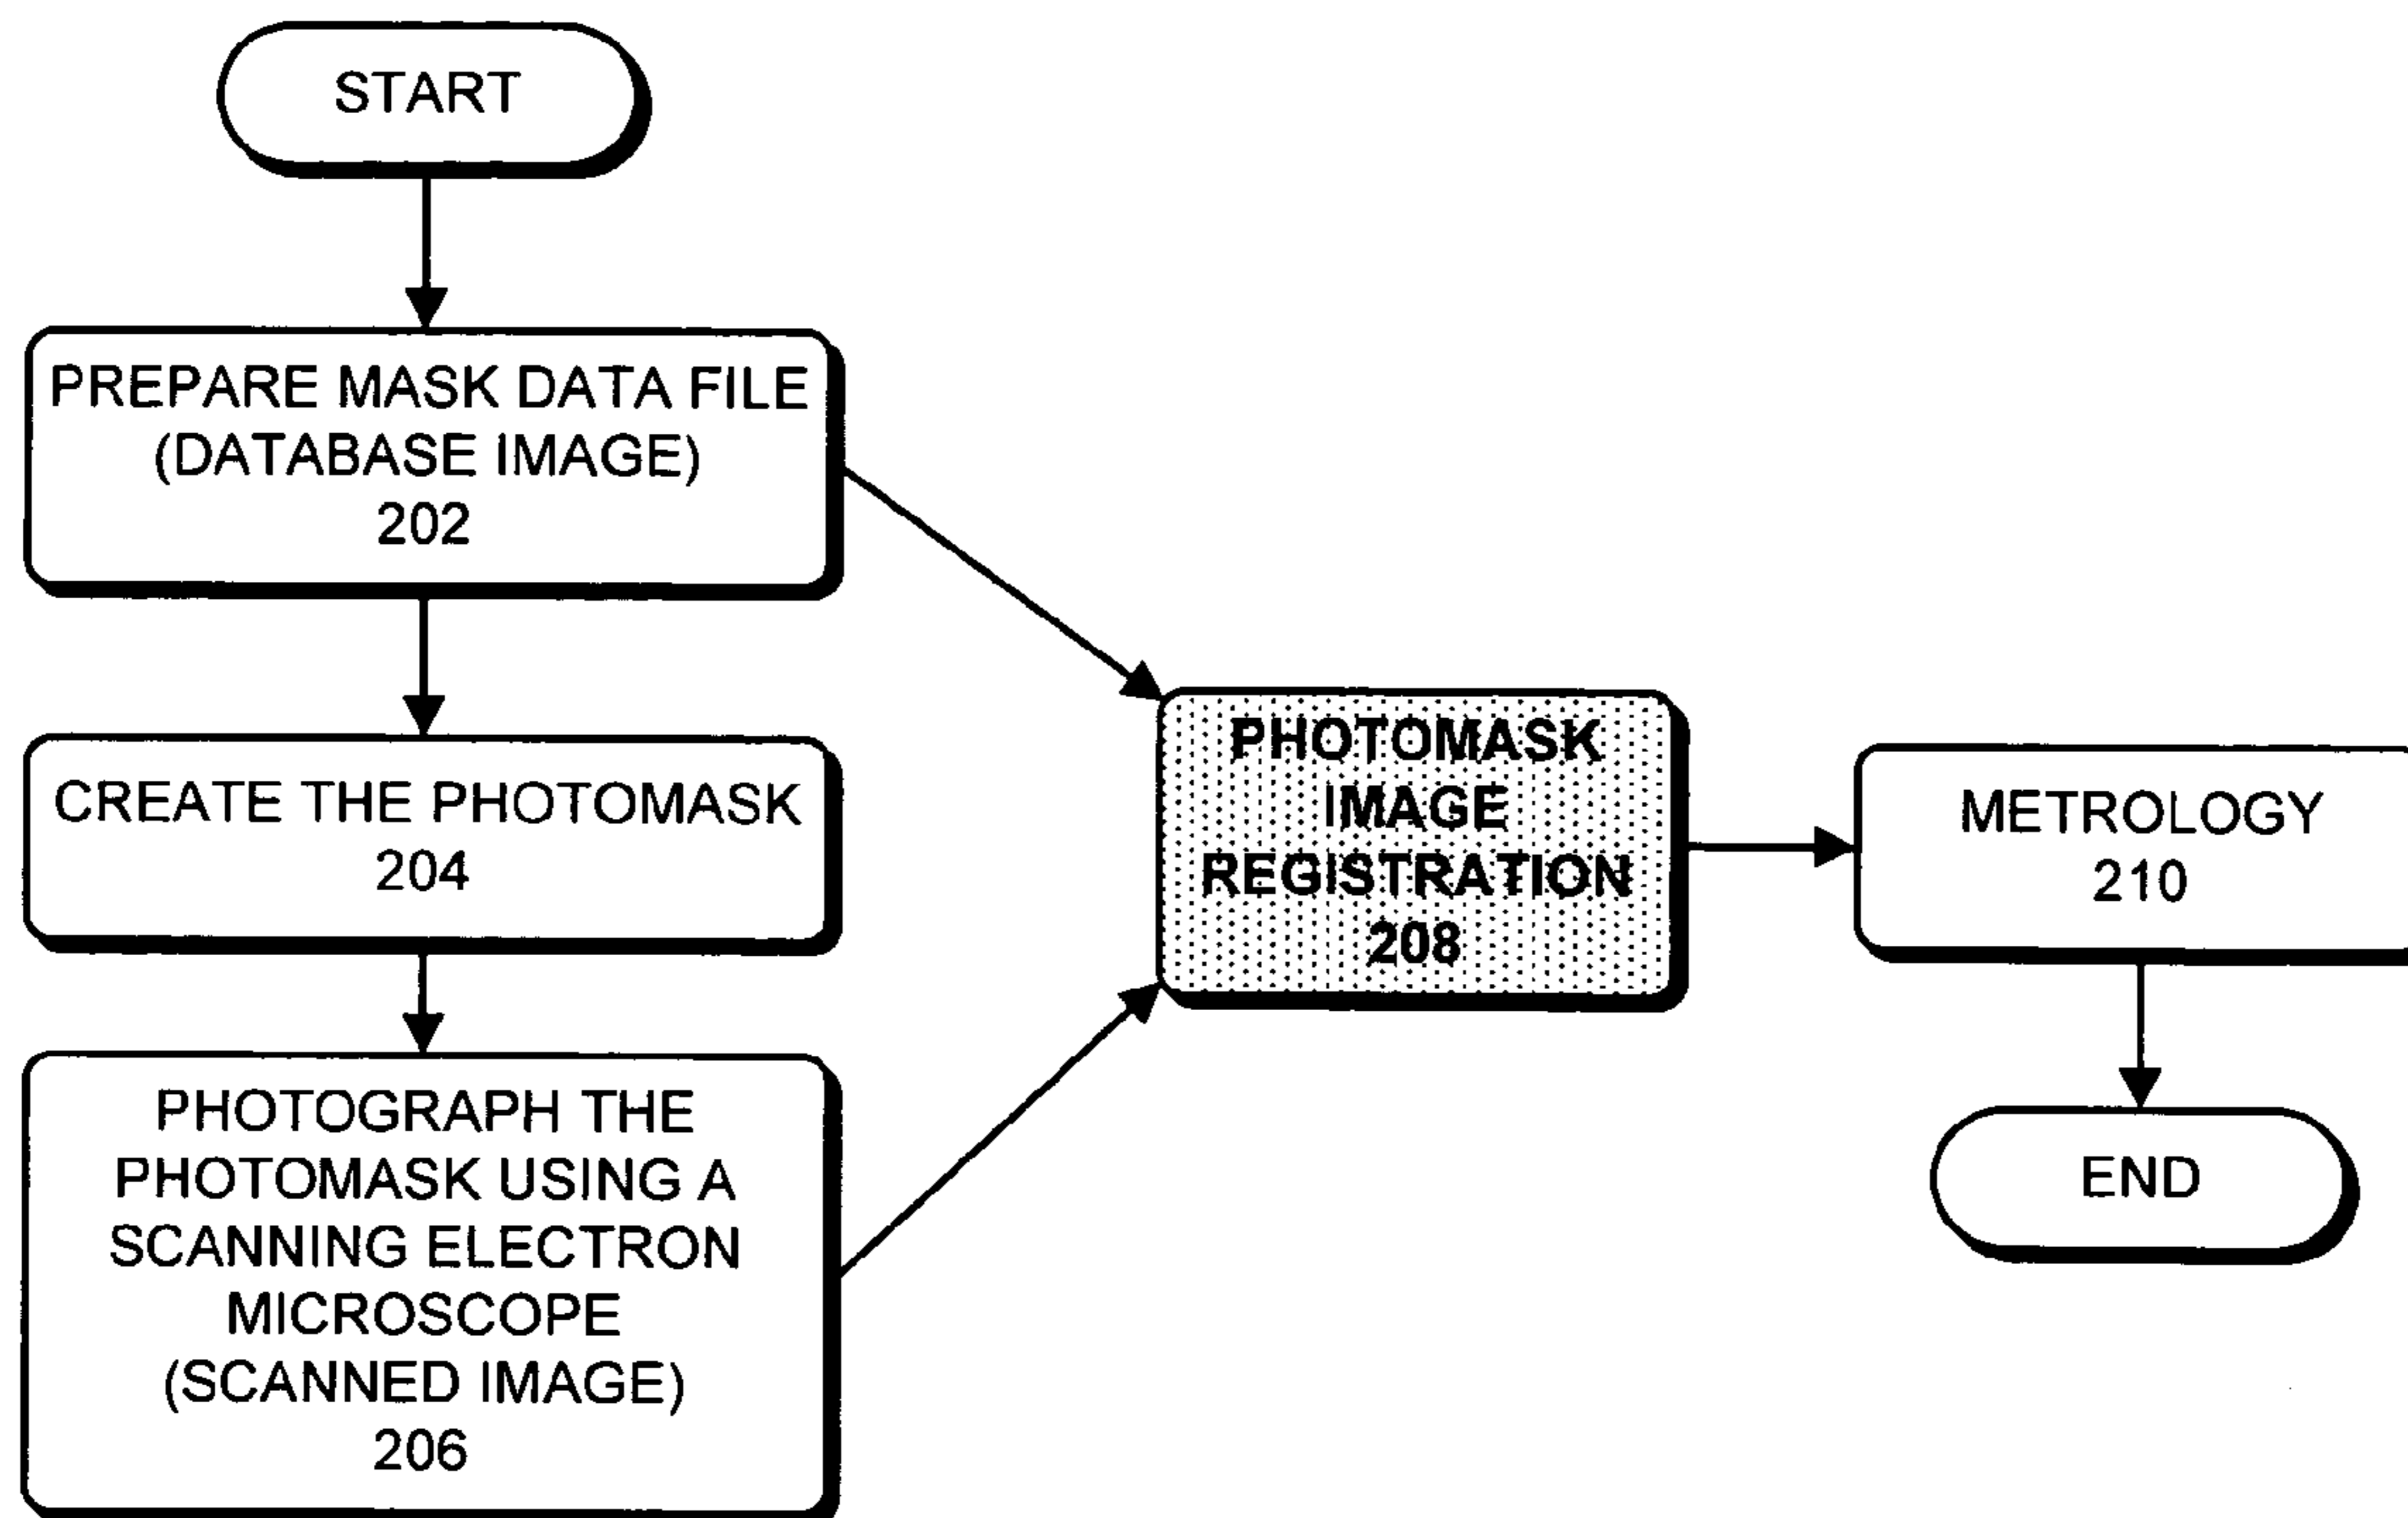 START
PREPARE MASK DATA FILE
(DATABASE IMAGE)
202
CREATE THE PHOTOMASK
204
PHOTOGRAPH THE
PHOTOMASK USING A
SCANNING ELECTRON
MICROSCOPE
(SCANNED IMAGE)
206
PHOTOMASK
IMAGE
REGISTRATION
208
METROLOGY
210
END